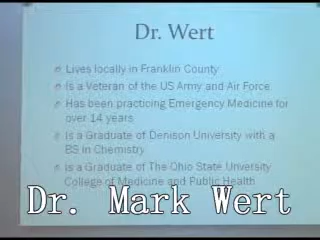 Dr. Wert
Lives locally in Franklin County
Is a Veteran of the US Army and Air Force
Has been practicing Emergency Medicine for
over 14 years
Is a Graduate of Denison University with a
BS in Chemistry
Is a Graduate of The Ohio State University
College of Medicine and Public Health
Dr. Mark Wert